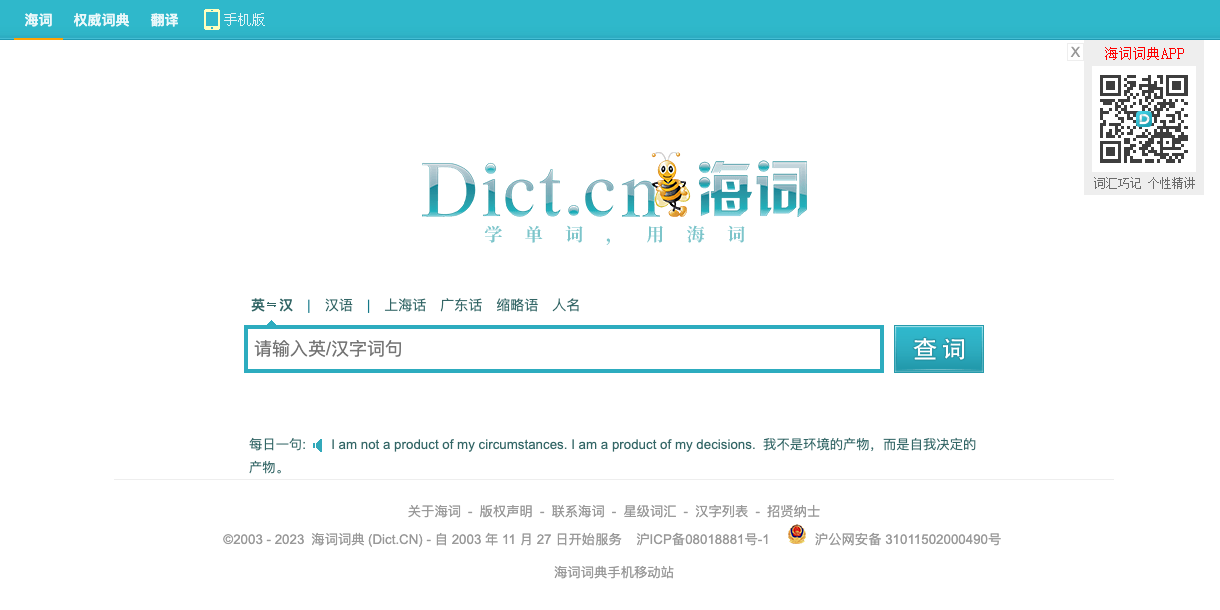 海词 权威词典 翻译 手机版
X 海词词典APP
词汇巧记 个性精讲
Dict.cn 海词
学单词，用海词
英⇌汉 | 汉语 | 上海话 广东话 缩略语 人名
请输入英/汉字词句
查词
每日一句: I am not a product of my circumstances. I am a product of my decisions. 我不是环境的产物，而是自我决定的
产物。
关于海词 - 版权声明 - 联系海词 - 星级词汇 - 汉字列表 - 招贤纳士
©2003 - 2023 海词词典 (Dict.CN) - 自 2003 年 11 月 27 日开始服务 沪ICP备08018881号-1 沪公网安备 31011502000490号
海词词典手机移动站